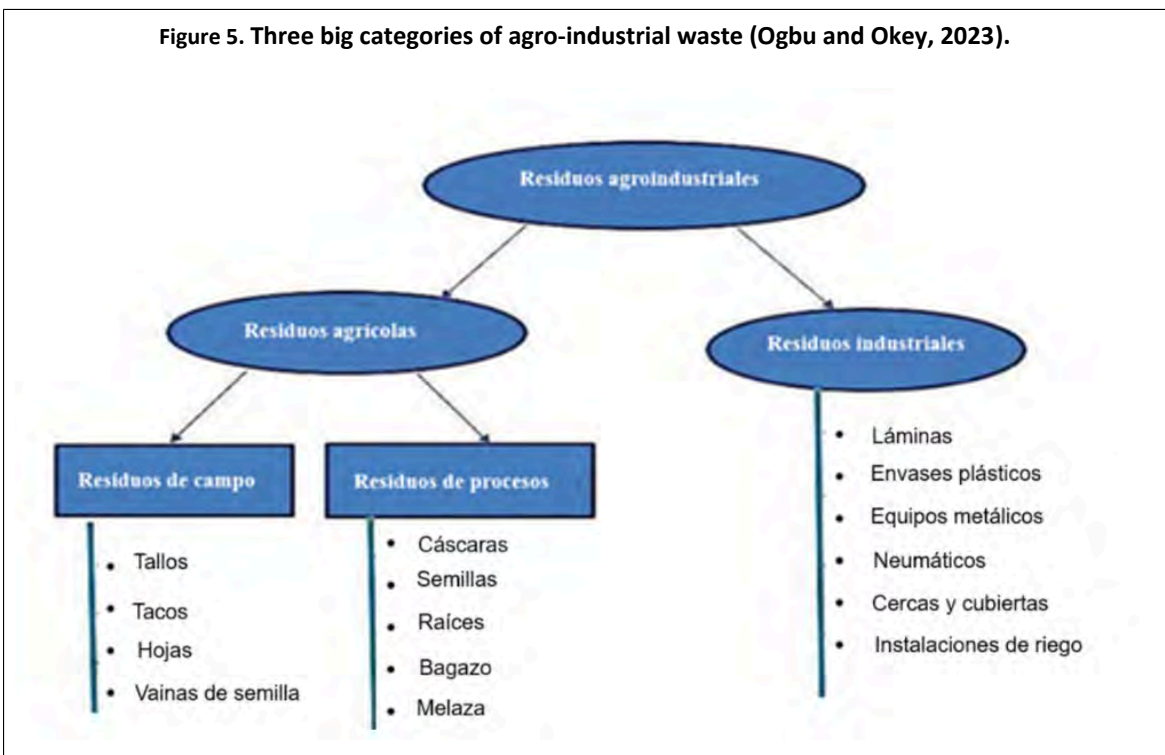 Figure 5. Three big categories of agro-industrial waste (Ogbu and Okey, 2023).
Residuos agroindustriales
Residuos agrícolas
Residuos industriales
Residuos de campo
Residuos de procesos
• Tallos
• Tacos
• Hojas
• Vainas de semilla
• Cáscaras
• Semillas
• Raíces
• Bagazo
• Melaza
• Láminas
• Envases plásticos
• Equipos metálicos
• Neumáticos
• Cercas y cubiertas
• Instalaciones de riego